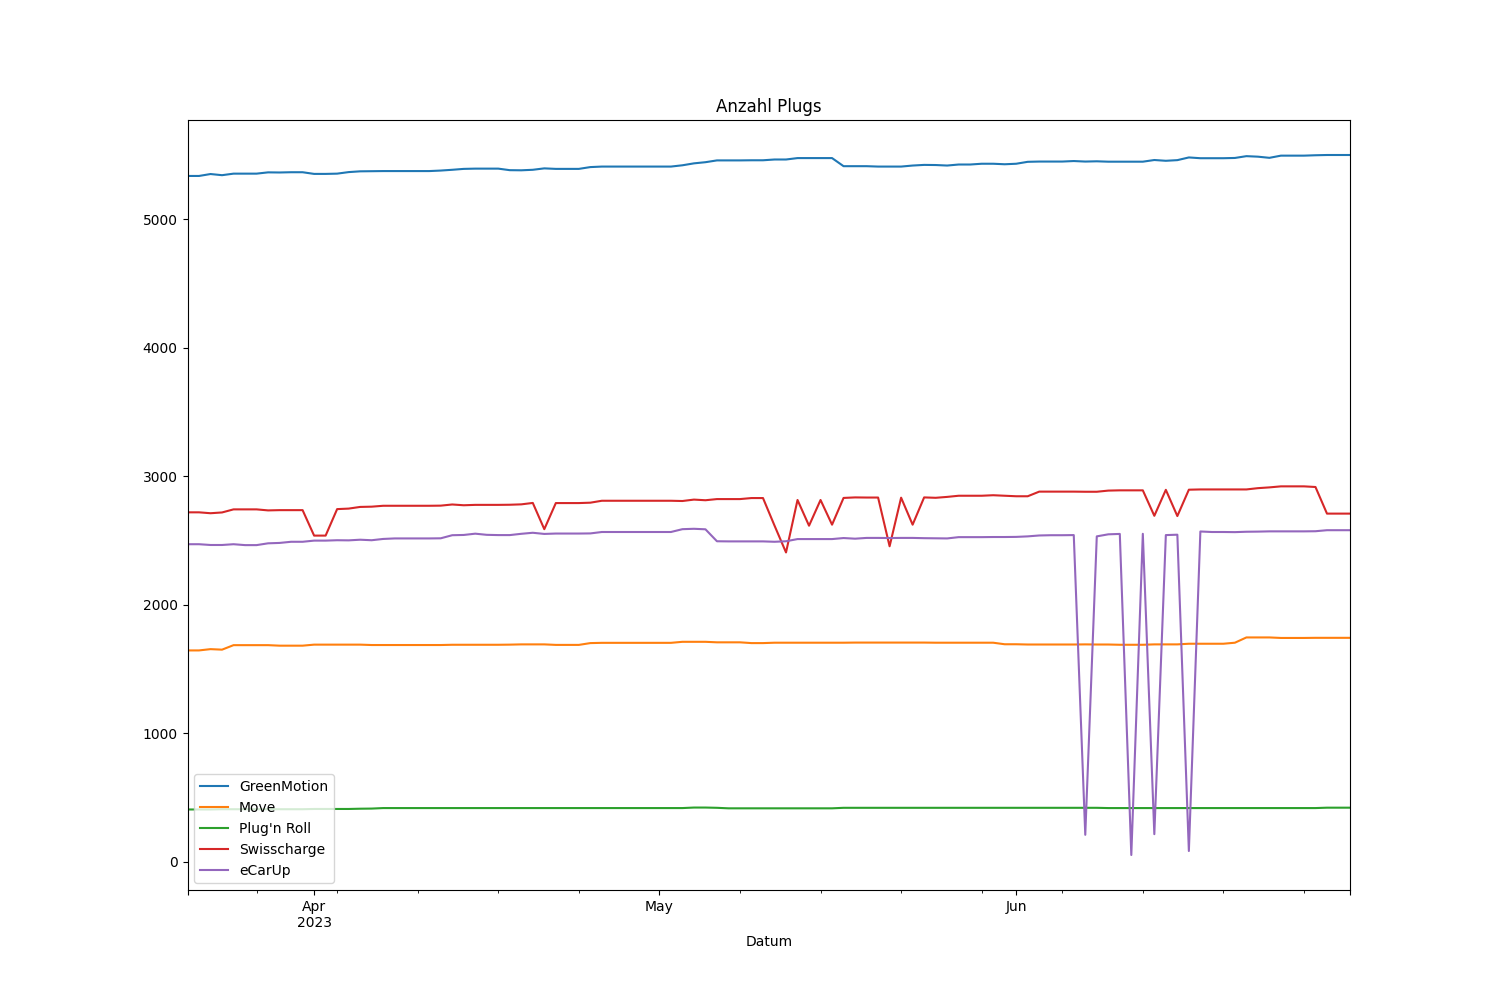 Anzahl Plugs
5000
4000
3000
2000
1000
0
GreenMotion
Move
Plug'n Roll
Swisscharge
eCarUp
Apr
2023
May
Jun
Datum